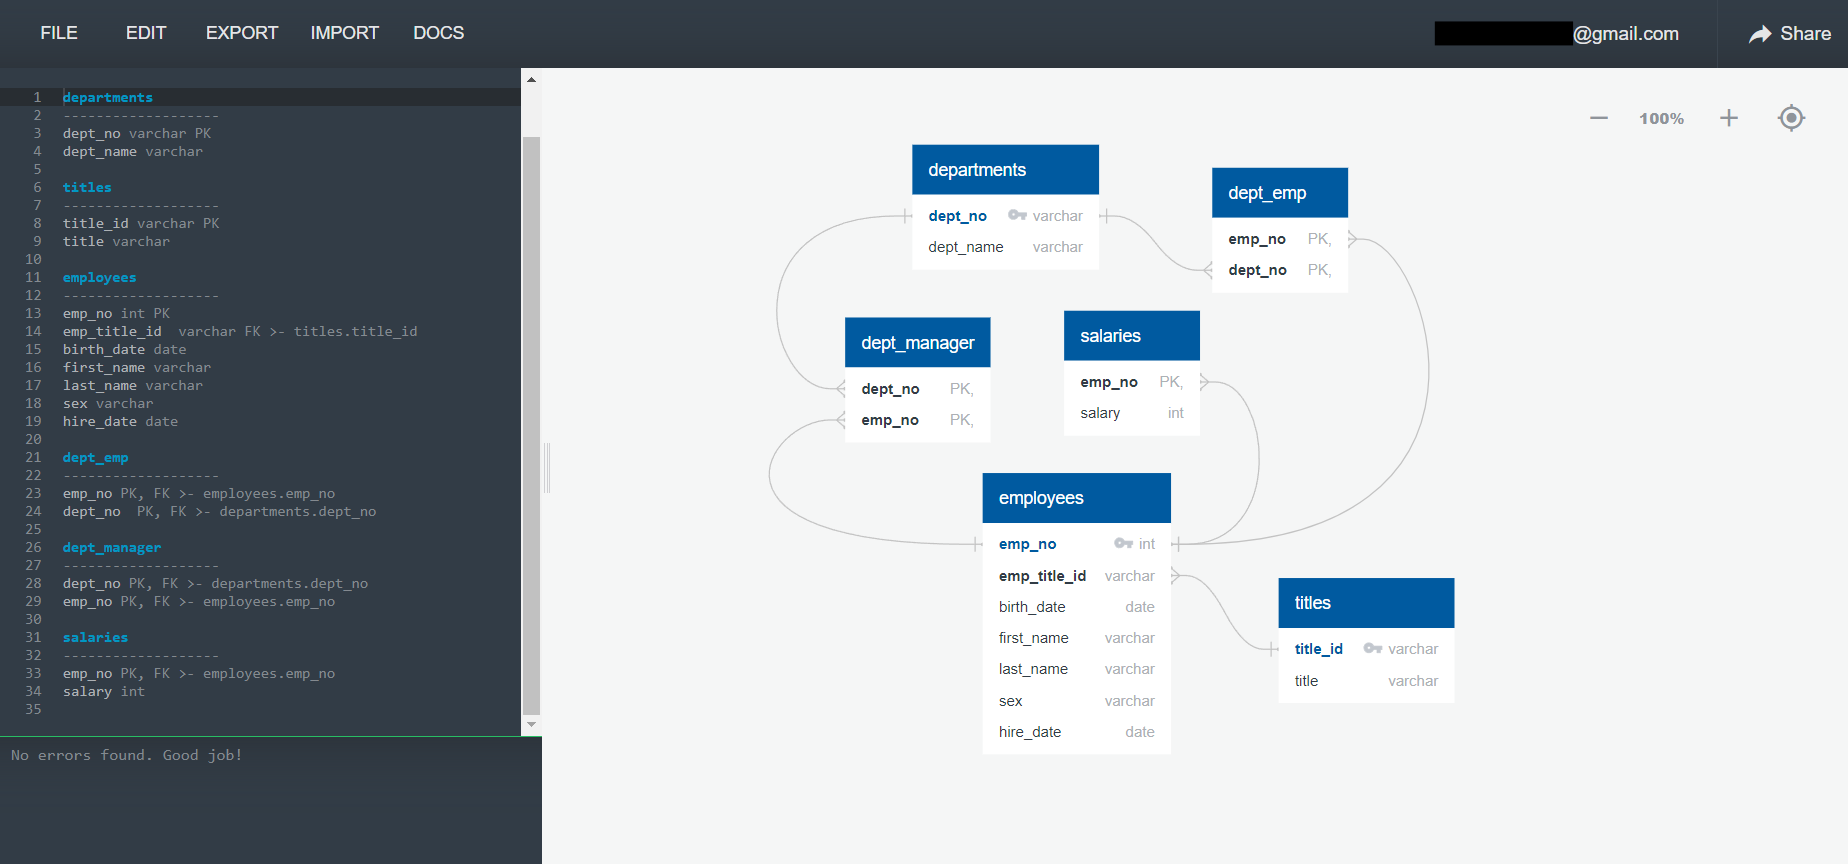 FILE EDIT EXPORT IMPORT DOCS @gmail.com Share
1 departments
2 -------------------
3 dept_no varchar PK
4 dept_name varchar
5
6 titles
7 -------------------
8 title_id varchar PK
9 title varchar
10
11 employees
12 -------------------
13 emp_no int PK
14 emp_title_id  varchar FK >- titles.title_id
15 birth_date date
16 first_name varchar
17 last_name varchar
18 sex varchar
19 hire_date date
20
21 dept_emp
22 -------------------
23 emp_no PK, FK >- employees.emp_no
24 dept_no  PK, FK >- departments.dept_no
25
26 dept_manager
27 -------------------
28 dept_no PK, FK >- departments.dept_no
29 emp_no PK, FK >- employees.emp_no
30
31 salaries
32 -------------------
33 emp_no PK, FK >- employees.emp_no
34 salary int
35
No errors found. Good job!
100%
departments
dept_no varchar
dept_name varchar
dept_emp
emp_no PK,
dept_no PK,
dept_manager
dept_no PK,
emp_no PK,
salaries
emp_no PK,
salary int
employees
emp_no int
emp_title_id varchar
birth_date date
first_name varchar
last_name varchar
sex varchar
hire_date date
titles
title_id varchar
title varchar